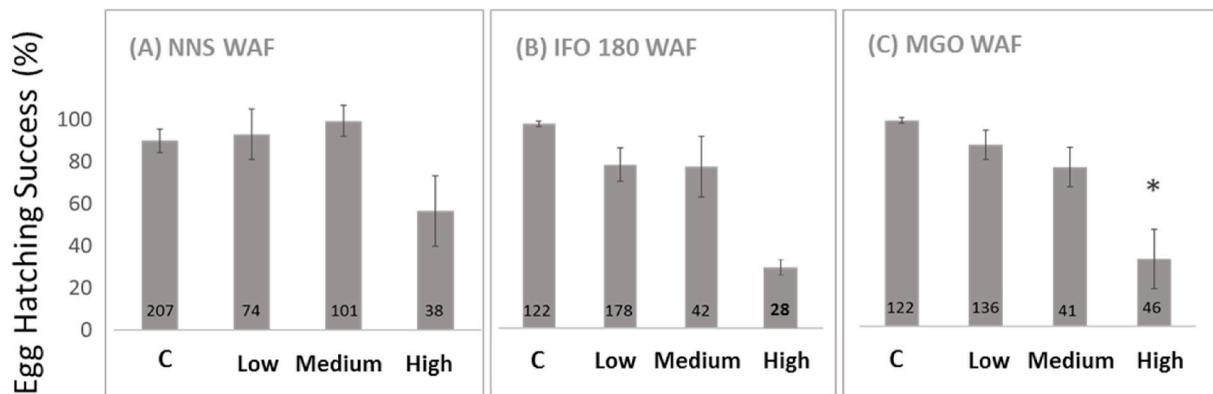 Egg Hatching Success (%)
100
80
60
40
20
0
(A) NNS WAF
207 74 101 38
C Low Medium High
(B) IFO 180 WAF
122 178 42 28
C Low Medium High
(C) MGO WAF
*
122 136 41 46
C Low Medium High